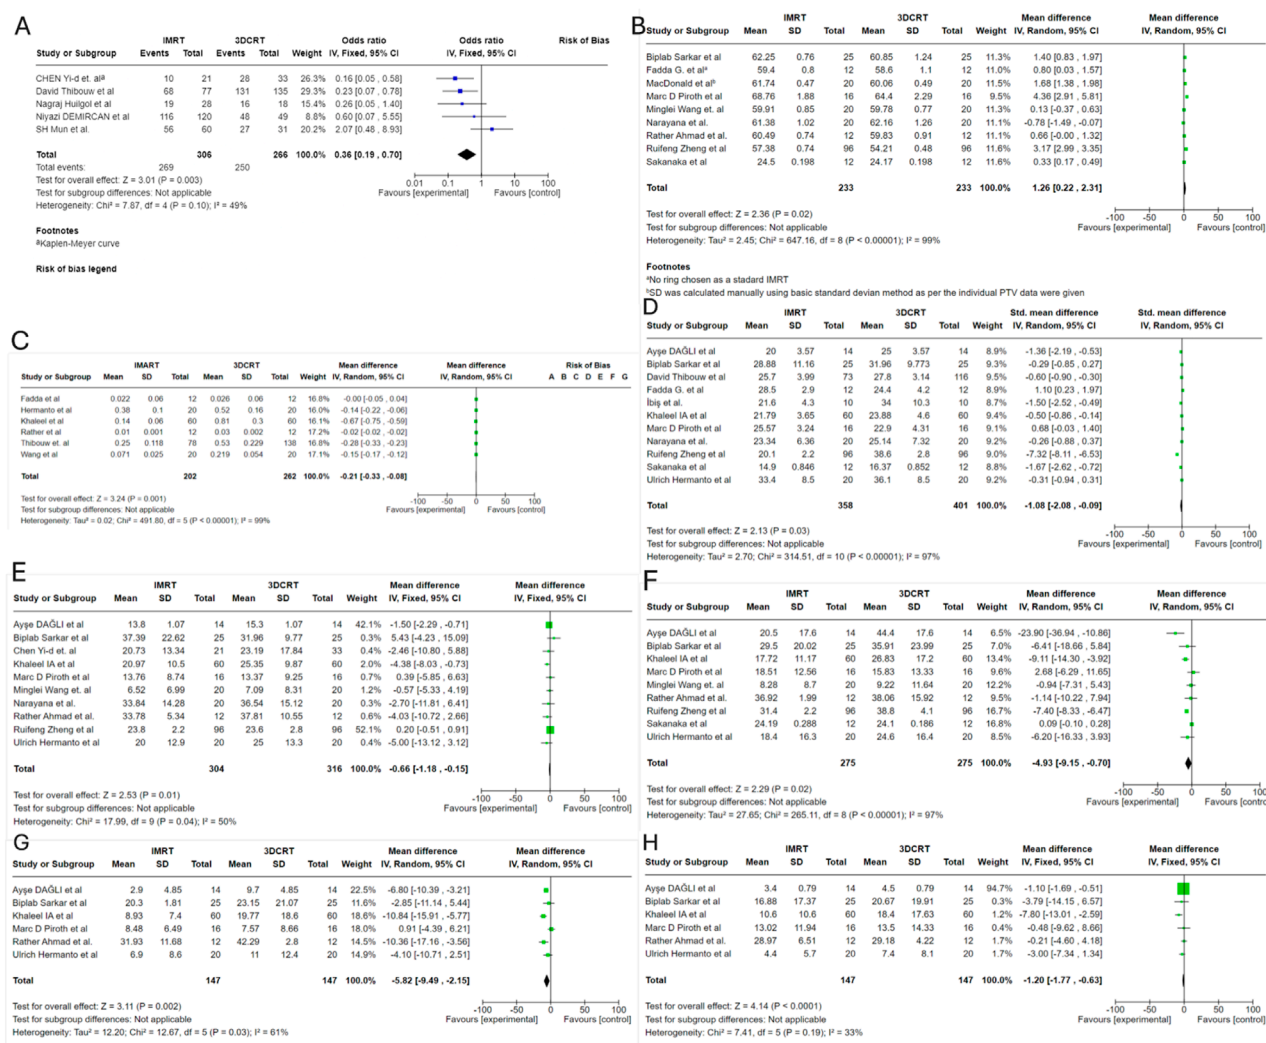 A
IMRT 3DCRT Odds ratio Odds ratio Risk of Bias
Study or Subgroup Events Total Events Total Weight IV, Fixed, 95% CI IV, Fixed, 95% CI
CHEN Yi-d et. alª 10 21 28 33 26.3% 0.16 [0.05 , 0.58]
David Thibouw et al 68 77 131 135 29.3% 0.23 [0.07 , 0.78]
Nagraj Huilgol et al 19 28 16 18 15.4% 0.26 [0.05 , 1.40]
Niyazi DEMIRCAN et al 116 120 48 49 8.8% 0.60 [0.07 , 5.54]
SH Mun et al. 56 60 27 31 20.2% 2.07 [0.48 , 8.93]
Total 306 266 100.0% 0.36 [0.19 , 0.70]
Total events: 269 250
Test for overall effect: Z = 3.01 (P = 0.003)
Test for subgroup differences: Not applicable
Heterogeneity: Chi² = 7.87, df = 4 (P = 0.10); I² = 49%
0.01 0.1 1 10 100
Favours [experimental] Favours [control]
Footnotes
ªKaplen-Meyer curve
Risk of bias legend
B
IMRT 3DCRT Mean difference Mean difference
Study or Subgroup Mean SD Total Mean SD Total Weight IV, Random, 95% CI IV, Random, 95% CI
Biplab Sarkar et al 62.25 0.76 25 60.85 1.24 25 11.3% 1.40 [0.83 , 1.97]
Fadda G. et alª 59.4 0.8 12 58.6 1.1 12 11.0% 0.80 [0.03 , 1.57]
MacDonald et alᵇ 61.74 0.47 20 60.06 0.49 20 11.5% 1.68 [1.38 , 1.98]
Marc D Piroth et al 68.76 1.88 16 64.4 2.29 16 9.9% 4.36 [2.91 , 5.81]
Minglei Wang et. al 59.91 0.85 20 59.78 0.77 20 11.4% 0.13 [-0.37 , 0.63]
Narayana et al. 61.38 1.02 20 62.16 1.26 20 11.1% -0.78 [-1.49 , -0.07]
Rather Ahmad et al 60.49 0.74 12 59.83 0.91 12 11.2% 0.66 [-0.00 , 1.32]
Ruifeng Zheng et al 57.38 0.74 96 54.21 0.48 96 11.6% 3.17 [2.99 , 3.35]
Sakanaka et al 24.5 0.198 12 24.17 0.198 12 11.6% 0.33 [0.17 , 0.49]
Total 233 233 100.0% 1.26 [0.22 , 2.31]
Test for overall effect: Z = 2.36 (P = 0.02)
Test for subgroup differences: Not applicable
Heterogeneity: Tau² = 2.45; Chi² = 647.16, df = 8 (P < 0.00001); I² = 99%
-100 -50 0 50 100
Favours [experimental] Favours [control]
Footnotes
ªNo ring chosen as a stadard IMRT
ᵇSD was calculated manually using basic standard devian method as per the individual PTV data were given
C
IMART 3DCRT Mean difference Mean difference Risk of Bias
Study or Subgroup Mean SD Total Mean SD Total Weight IV, Random, 95% CI IV, Random, 95% CI A B C D E F G
Fadda et al 0.022 0.06 12 0.026 0.06 12 16.8% -0.00 [-0.05 , 0.04]
Hermanto et al 0.38 0.1 20 0.52 0.16 20 16.0% -0.14 [-0.22 , -0.06]
Khaleel et al 0.14 0.06 60 0.81 0.3 60 16.0% -0.67 [-0.75 , -0.59]
Rather et al 0.01 0.001 12 0.03 0.002 12 17.2% -0.02 [-0.02 , -0.02]
Thibouw et. al 0.25 0.118 78 0.53 0.229 138 16.8% -0.28 [-0.33 , -0.23]
Wang et al 0.071 0.025 20 0.219 0.054 20 17.1% -0.15 [-0.17 , -0.12]
Total 202 262 100.0% -0.21 [-0.33 , -0.08]
Test for overall effect: Z = 3.24 (P = 0.001)
Test for subgroup differences: Not applicable
Heterogeneity: Tau² = 0.02; Chi² = 491.80, df = 5 (P < 0.00001); I² = 99%
-100 -50 0 50 100
Favours [experimental] Favours [control]
D
IMRT 3DCRT Std. mean difference Std. mean difference
Study or Subgroup Mean SD Total Mean SD Total Weight IV, Random, 95% CI IV, Random, 95% CI
Ayşe DAĞLI et al 20 3.57 14 25 3.57 14 8.9% -1.36 [-2.19 , -0.53]
Biplab Sarkar et al 28.88 11.16 25 31.96 9.773 25 9.3% -0.29 [-0.85 , 0.27]
David Thibouw et al 25.7 3.99 73 27.8 3.14 116 9.5% -0.60 [-0.90 , -0.30]
Fadda G. et al 28.5 2.9 12 24.4 4.2 12 8.8% 1.10 [0.23 , 1.97]
İbiş et al. 21.6 4.3 10 34 10.3 10 8.4% -1.50 [-2.52 , -0.49]
Khaleel IA et al 21.79 3.65 60 23.88 4.6 60 9.4% -0.50 [-0.86 , -0.14]
Marc D Piroth et al 25.57 3.24 16 22.9 4.31 16 9.1% 0.68 [-0.03 , 1.40]
Narayana et al. 23.34 6.36 20 25.14 7.32 20 9.2% -0.26 [-0.88 , 0.37]
Ruifeng Zheng et al 20.1 2.2 96 38.6 2.8 96 9.0% -7.32 [-8.11 , -6.53]
Sakanaka et al 14.9 0.846 12 16.37 0.852 12 8.6% -1.67 [-2.62 , -0.72]
Ulrich Hermanto et al 33.4 8.5 20 36.1 8.5 20 9.2% -0.31 [-0.94 , 0.31]
Total 358 401 100.0% -1.08 [-2.08 , -0.09]
Test for overall effect: Z = 2.13 (P = 0.03)
Test for subgroup differences: Not applicable
Heterogeneity: Tau² = 2.70; Chi² = 314.51, df = 10 (P < 0.00001); I² = 97%
-100 -50 0 50 100
Favours [experimental] Favours [control]
E
IMRT 3DCRT Mean difference Mean difference
Study or Subgroup Mean SD Total Mean SD Total Weight IV, Fixed, 95% CI IV, Fixed, 95% CI
Ayşe DAĞLI et al 13.8 1.07 14 15.3 1.07 14 42.1% -1.50 [-2.29 , -0.71]
Biplab Sarkar et al 37.39 22.62 25 31.96 9.77 25 0.3% 5.43 [-4.23 , 15.09]
Chen Yi-d et. al 20.73 13.34 21 23.19 17.84 33 0.4% -2.46 [-10.80 , 5.88]
Khaleel IA et al 20.97 10.5 60 25.35 9.87 60 2.0% -4.38 [-8.03 , -0.73]
Marc D Piroth et al 13.76 8.74 16 13.37 9.25 16 0.7% 0.39 [-5.85 , 6.63]
Minglei Wang et. al 6.52 6.99 20 7.09 8.31 20 1.2% -0.57 [-5.33 , 4.19]
Narayana et al. 33.84 14.28 20 36.54 15.12 20 0.3% -2.70 [-11.81 , 6.41]
Rather Ahmad et al. 33.78 5.34 12 37.81 10.55 12 0.6% -4.03 [-10.72 , 2.66]
Ruifeng Zheng et al 23.8 2.2 96 23.6 2.8 96 52.1% 0.20 [-0.51 , 0.91]
Ulrich Hermanto et al 20 12.9 20 25 13.3 20 0.4% -5.00 [-13.12 , 3.12]
Total 304 316 100.0% -0.66 [-1.18 , -0.15]
Test for overall effect: Z = 2.53 (P = 0.01)
Test for subgroup differences: Not applicable
Heterogeneity: Chi² = 17.99, df = 9 (P = 0.04); I² = 50%
-100 -50 0 50 100
Favours [experimental] Favours [control]
F
IMRT 3DCRT Mean difference Mean difference
Study or Subgroup Mean SD Total Mean SD Total Weight IV, Random, 95% CI IV, Random, 95% CI
Ayşe DAĞLI et al 20.5 17.6 14 44.4 17.6 14 6.5% -23.90 [-36.94 , -10.86]
Biplab Sarkar et al 29.5 20.02 25 35.91 23.99 25 7.1% -6.41 [-18.66 , 5.84]
Khaleel IA et al 17.72 11.17 60 26.83 17.2 60 13.4% -9.11 [-14.30 , -3.92]
Marc D Piroth et al 18.51 12.56 16 15.83 13.33 16 9.7% 2.68 [-6.29 , 11.65]
Minglei Wang et. al 8.28 8.7 20 9.22 11.64 20 12.0% -0.94 [-7.31 , 5.43]
Rather Ahmad et al. 36.92 1.99 12 38.06 15.92 12 9.7% -1.14 [-10.22 , 7.94]
Ruifeng Zheng et al 31.4 2.2 96 38.8 4.1 96 16.4% -7.40 [-8.33 , -6.47]
Sakanaka et al 24.19 0.288 12 24.1 0.186 12 16.6% 0.09 [-0.10 , 0.28]
Ulrich Hermanto et al 18.4 16.3 20 24.6 16.4 20 8.5% -6.20 [-16.33 , 3.93]
Total 275 275 100.0% -4.93 [-9.15 , -0.70]
Test for overall effect: Z = 2.29 (P = 0.02)
Test for subgroup differences: Not applicable
Heterogeneity: Tau² = 27.65; Chi² = 265.11, df = 8 (P < 0.00001); I² = 97%
-100 -50 0 50 100
Favours [experimental] Favours [control]
G
IMRT 3DCRT Mean difference Mean difference
Study or Subgroup Mean SD Total Mean SD Total Weight IV, Random, 95% CI IV, Random, 95% CI
Ayşe DAĞLI et al 2.9 4.85 14 9.7 4.85 14 22.5% -6.80 [-10.39 , -3.21]
Biplab Sarkar et al 20.3 1.81 25 23.15 21.07 25 11.6% -2.85 [-11.14 , 5.44]
Khaleel IA et al 8.93 7.4 60 19.77 18.6 60 17.1% -10.84 [-15.91 , -5.77]
Marc D Piroth et al 8.48 6.49 16 7.57 8.66 16 18.0% 0.91 [-4.39 , 6.21]
Rather Ahmad et al. 31.93 11.68 12 42.29 2.8 12 14.5% -10.36 [-17.16 , -3.56]
Ulrich Hermanto et al 6.9 8.6 20 11 12.4 20 14.9% -4.10 [-10.71 , 2.51]
Total 147 147 100.0% -5.82 [-9.49 , -2.15]
Test for overall effect: Z = 3.11 (P = 0.002)
Test for subgroup differences: Not applicable
Heterogeneity: Tau² = 12.20; Chi² = 12.67, df = 5 (P = 0.03); I² = 61%
-100 -50 0 50 100
Favours [experimental] Favours [control]
H
IMRT 3DCRT Mean difference Mean difference
Study or Subgroup Mean SD Total Mean SD Total Weight IV, Fixed, 95% CI IV, Fixed, 95% CI
Ayşe DAĞLI et al 3.4 0.79 14 4.5 0.79 14 94.7% -1.10 [-1.69 , -0.51]
Biplab Sarkar et al 16.88 17.37 25 20.67 19.91 25 0.3% -3.79 [-14.15 , 6.57]
Khaleel IA et al 10.6 10.6 60 18.4 17.63 60 1.2% -7.80 [-13.01 , -2.59]
Marc D Piroth et al 13.02 11.94 16 13.5 14.33 16 0.4% -0.48 [-9.62 , 8.66]
Rather Ahmad et al. 28.97 6.51 12 29.18 4.22 12 1.7% -0.21 [-4.60 , 4.18]
Ulrich Hermanto et al 4.4 5.7 20 7.4 8.1 20 1.7% -3.00 [-7.34 , 1.34]
Total 147 147 100.0% -1.20 [-1.77 , -0.63]
Test for overall effect: Z = 4.14 (P < 0.0001)
Test for subgroup differences: Not applicable
Heterogeneity: Chi² = 7.41, df = 5 (P = 0.19); I² = 33%
-100 -50 0 50 100
Favours [experimental] Favours [control]